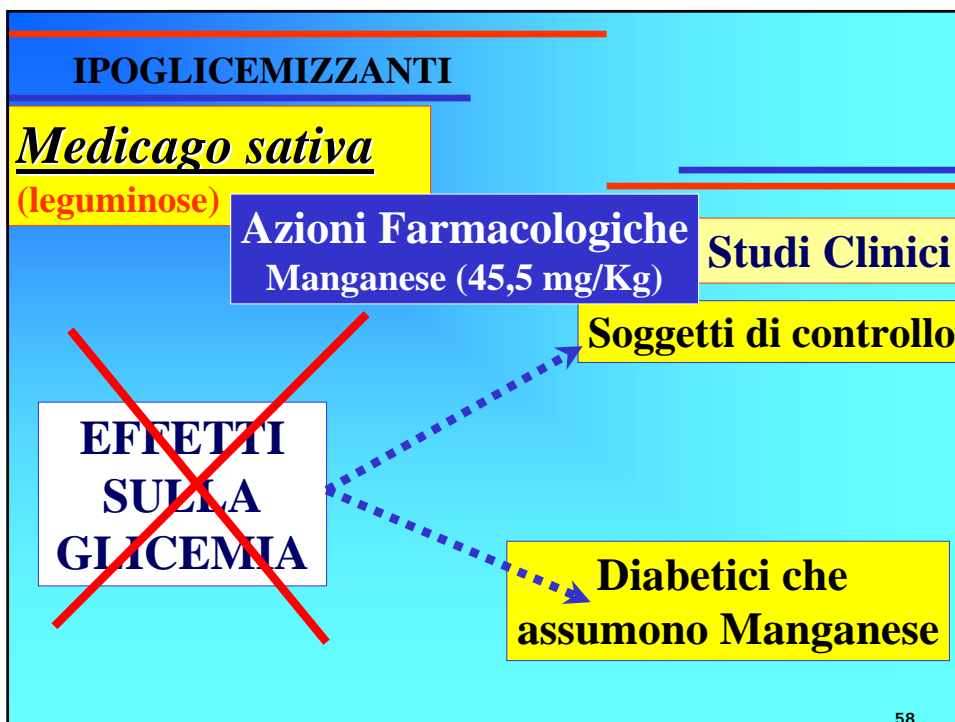 IPOGLICEMIZZANTI
Medicago sativa
(leguminose)
Azioni Farmacologiche
Manganese (45,5 mg/Kg)
Studi Clinici
Soggetti di controllo
EFFETTI
SULLA
GLICEMIA
Diabetici che
assumono Manganese
58